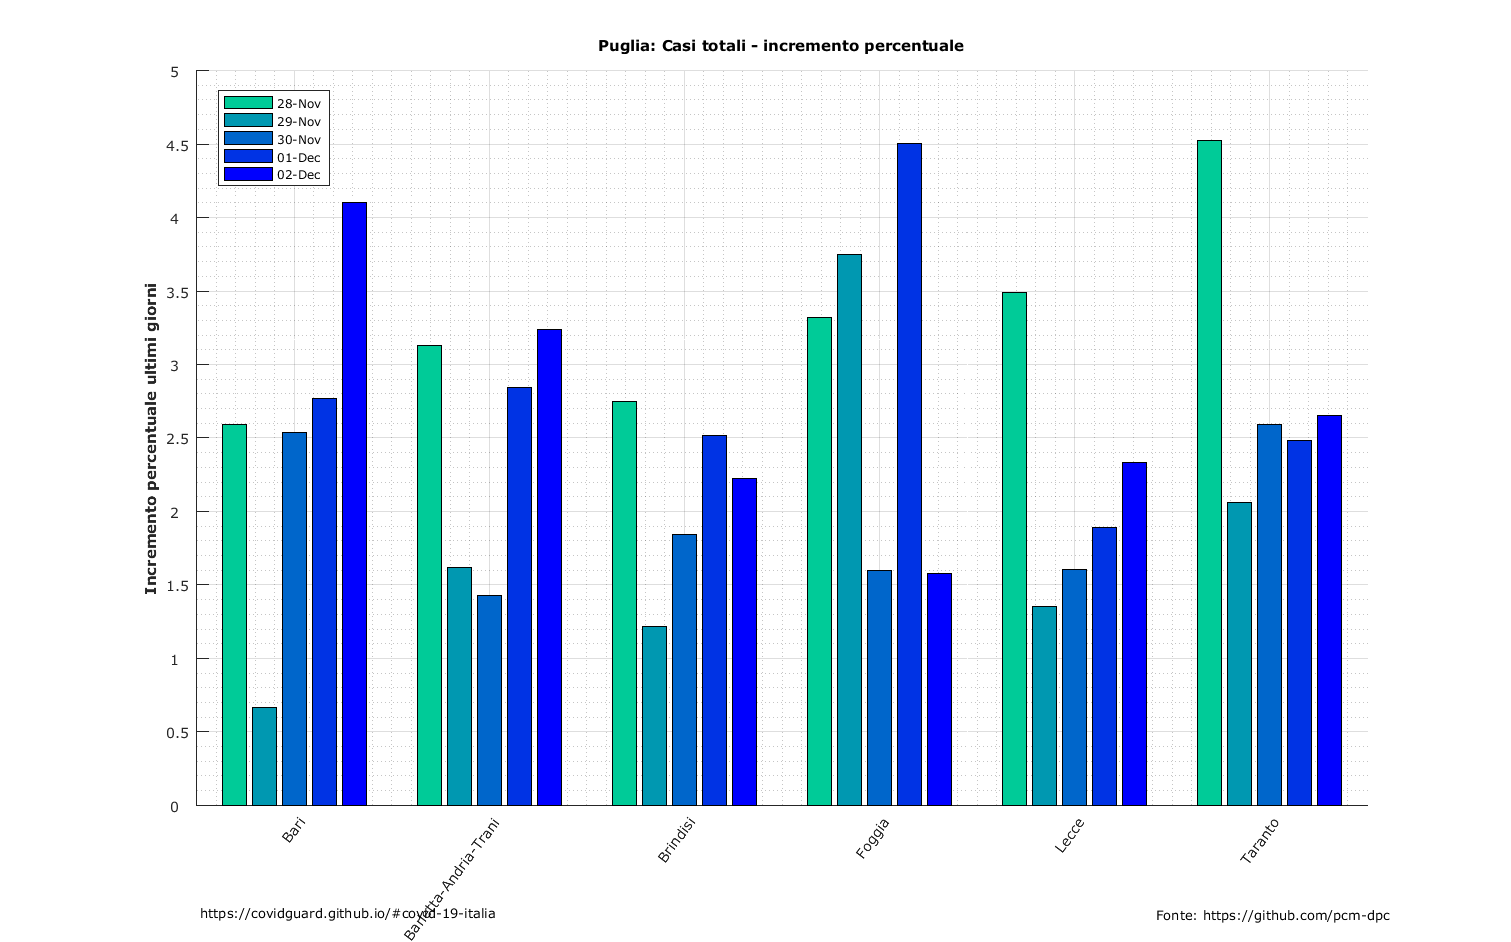 Puglia: Casi totali - incremento percentuale
Incremento percentuale ultimi giorni
5
4.5
4
3.5
3
2.5
2
1.5
1
0.5
0
28-Nov
29-Nov
30-Nov
01-Dec
02-Dec
Bari
Barletta-Andria-Trani
Brindisi
Foggia
Lecce
Taranto
https://covidguard.github.io/#covid-19-italia
Fonte: https://github.com/pcm-dpc